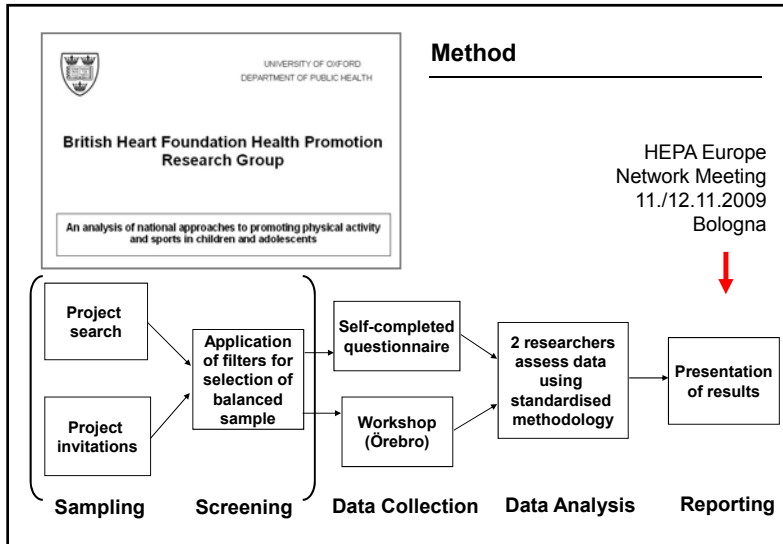 UNIVERSITY OF OXFORD
DEPARTMENT OF PUBLIC HEALTH
British Heart Foundation Health Promotion
Research Group
An analysis of national approaches to promoting physical activity
and sports in children and adolescents
Method
HEPA Europe
Network Meeting
11./12.11.2009
Bologna
Project
search
Project
invitations
Application
of filters for
selection of
balanced
sample
Self-completed
questionnaire
Workshop
(Örebro)
2 researchers
assess data
using
standardised
methodology
Presentation
of results
Sampling
Screening
Data Collection
Data Analysis
Reporting